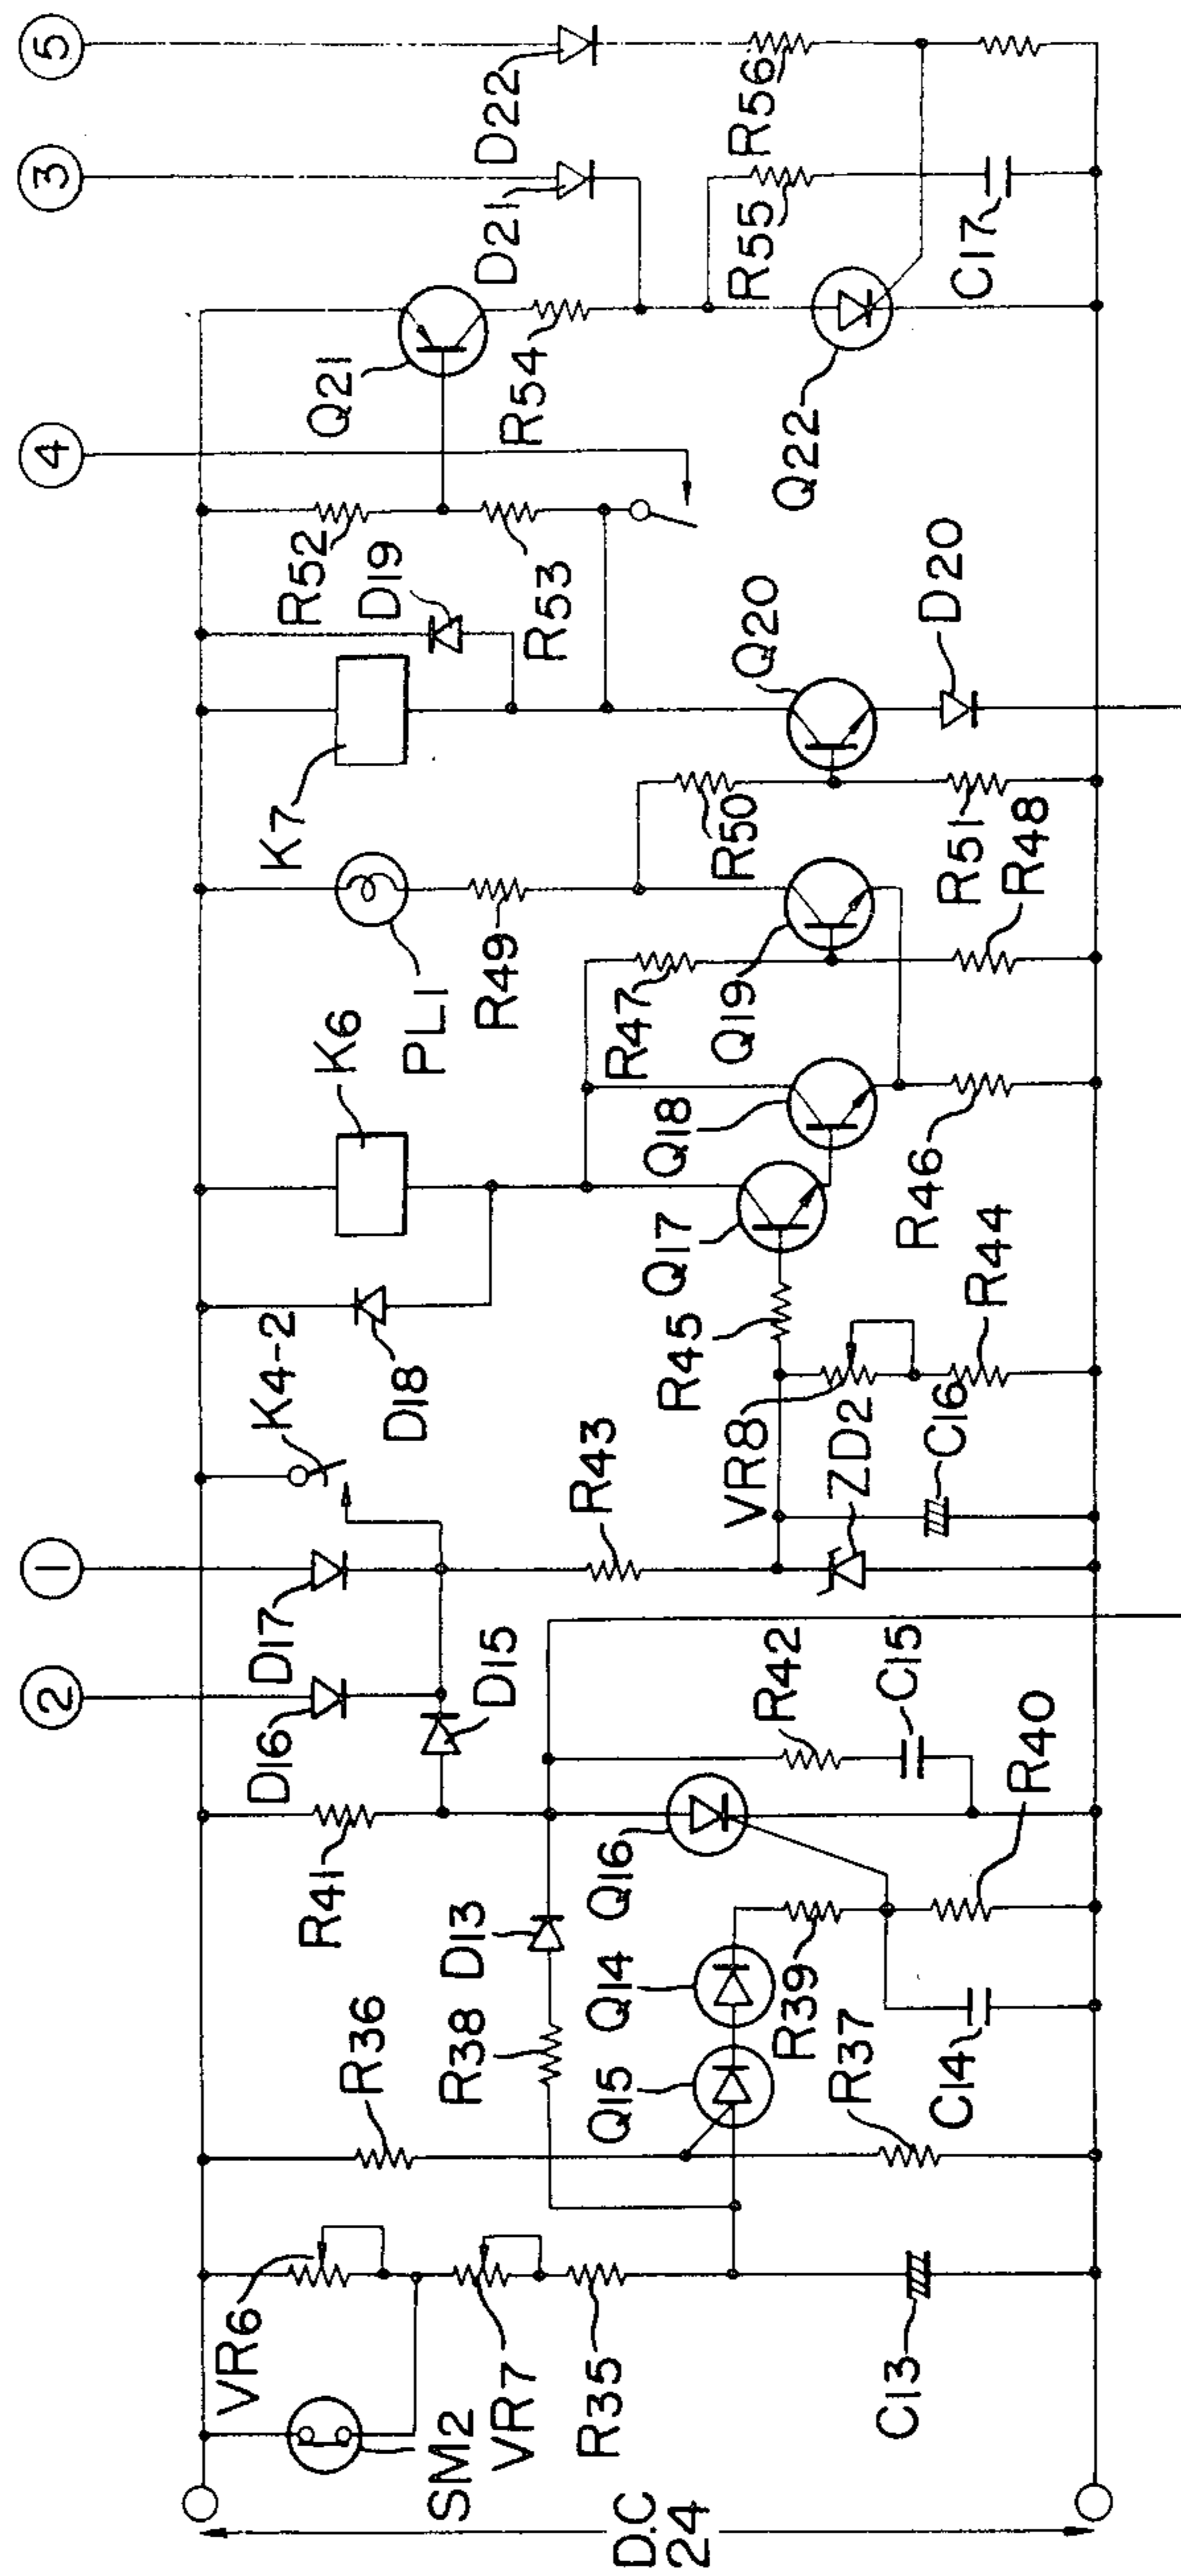 5
3
4
1
2
D22
R56
D21
R55
C17
Q21
R54
Q22
R52
D19
R53
Q20
D20
K7
R50
R51
R48
PL1
R49
R47
Q19
K6
Q18
R46
Q17
R44
D18
R45
K4-2
VR8
ZD2
C16
R43
D17
D16
D15
R42
C15
R40
R41
D13
Q16
Q14
R39
R36
R38
Q15
C14
R37
VR6
SM2
VR7
R35
C13
D.C
24